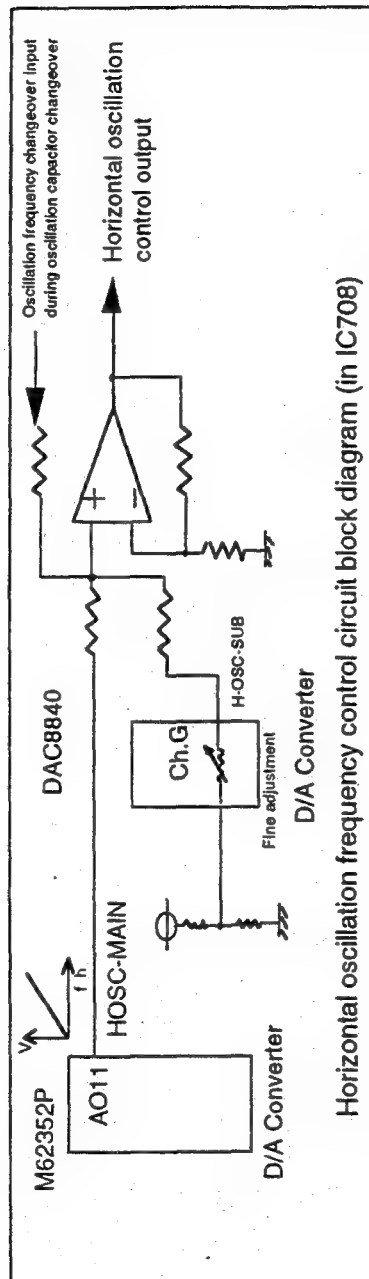 M62352P
V
f h
AO11
HOSC-MAIN
D/A Converter
DAC8840
Ch.G
Fine adjustment
H-OSC-SUB
D/A Converter
+
−
Oscillation frequency changeover input
during oscillation capacitor changeover
Horizontal oscillation
control output
Horizontal oscillation frequency control circuit block diagram (in IC708)